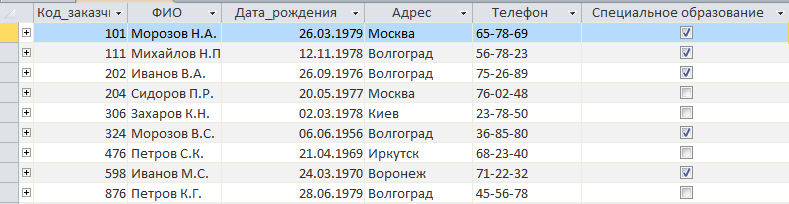 Код_заказчи ФИО Дата_рождения Адрес Телефон Специальное образование
101 Морозов Н.А. 26.03.1979 Москва 65-78-69
111 Михайлов Н.П 12.11.1978 Волгоград 56-78-23
202 Иванов В.А. 26.09.1976 Волгоград 75-26-89
204 Сидоров П.Р. 20.05.1977 Москва 76-02-48
306 Захаров К.Н. 02.03.1978 Киев 23-78-50
324 Морозов В.С. 06.06.1956 Волгоград 36-85-80
476 Петров С.К. 21.04.1969 Иркутск 68-23-40
598 Иванов М.С. 24.03.1970 Воронеж 71-22-32
876 Петров К.Г. 28.06.1979 Волгоград 45-56-78